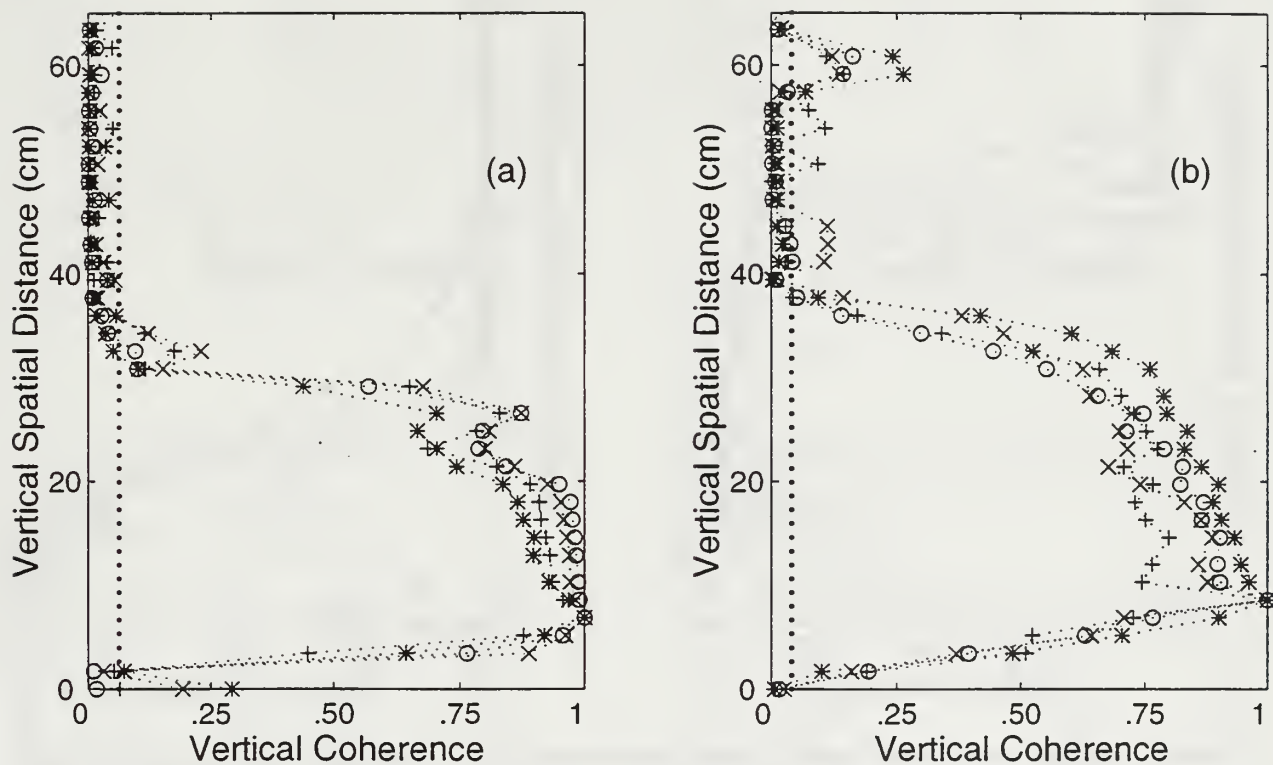 60
40
20
0
0 .25 .50 .75 1
Vertical Spatial Distance (cm)
Vertical Coherence
(a)
60
40
20
0
0 .25 .50 .75 1
Vertical Spatial Distance (cm)
Vertical Coherence
(b)